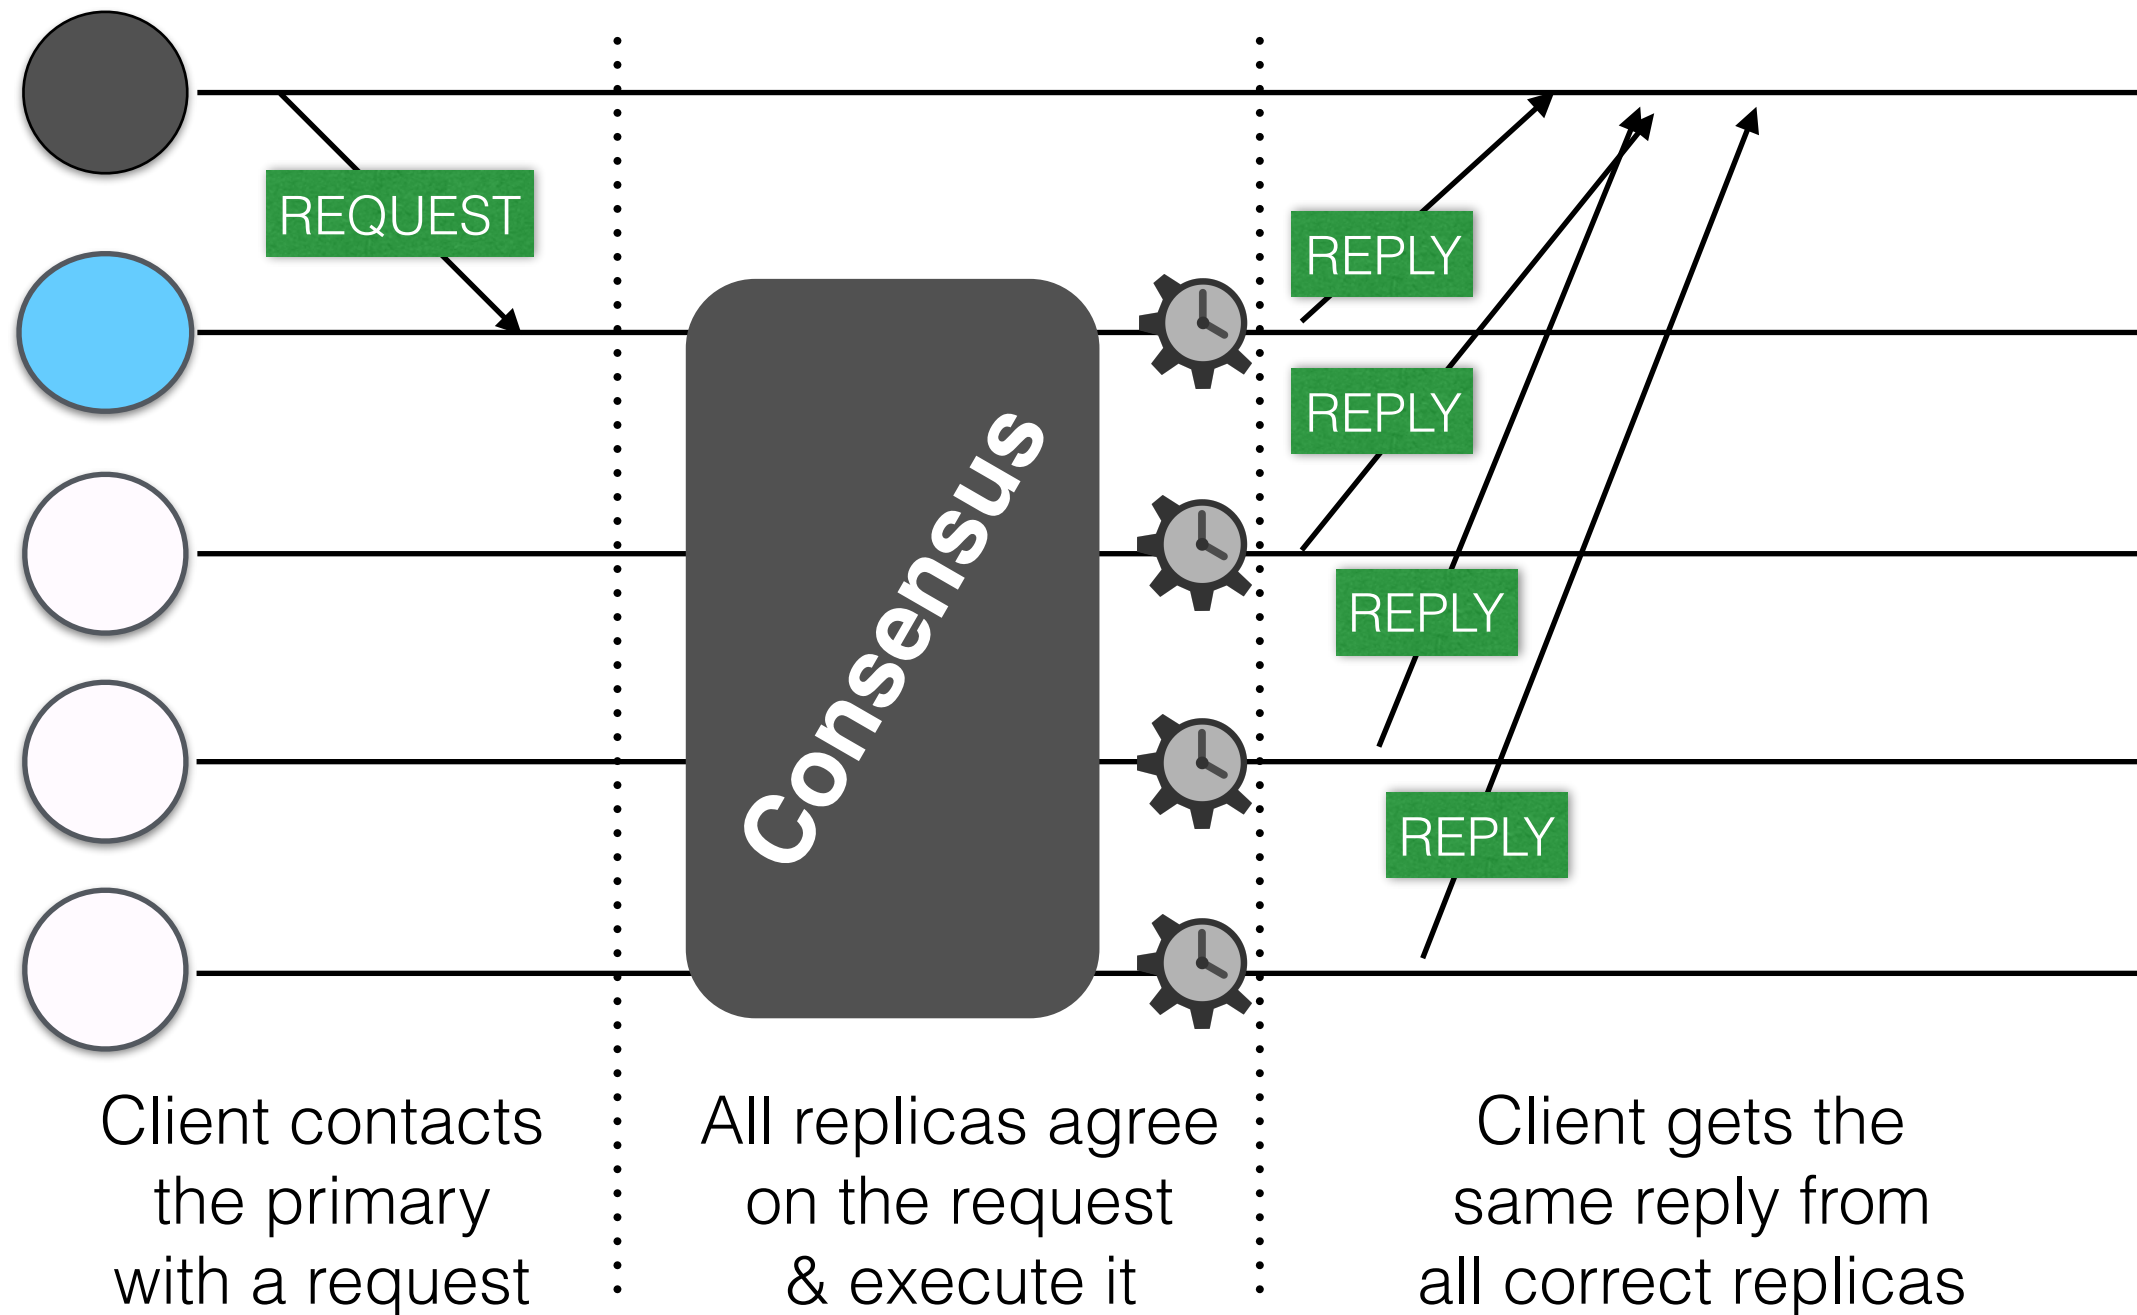 REQUEST
REPLY
REPLY
REPLY
REPLY
Consensus
Client contacts
the primary
with a request
All replicas agree
on the request
& execute it
Client gets the
same reply from
all correct replicas